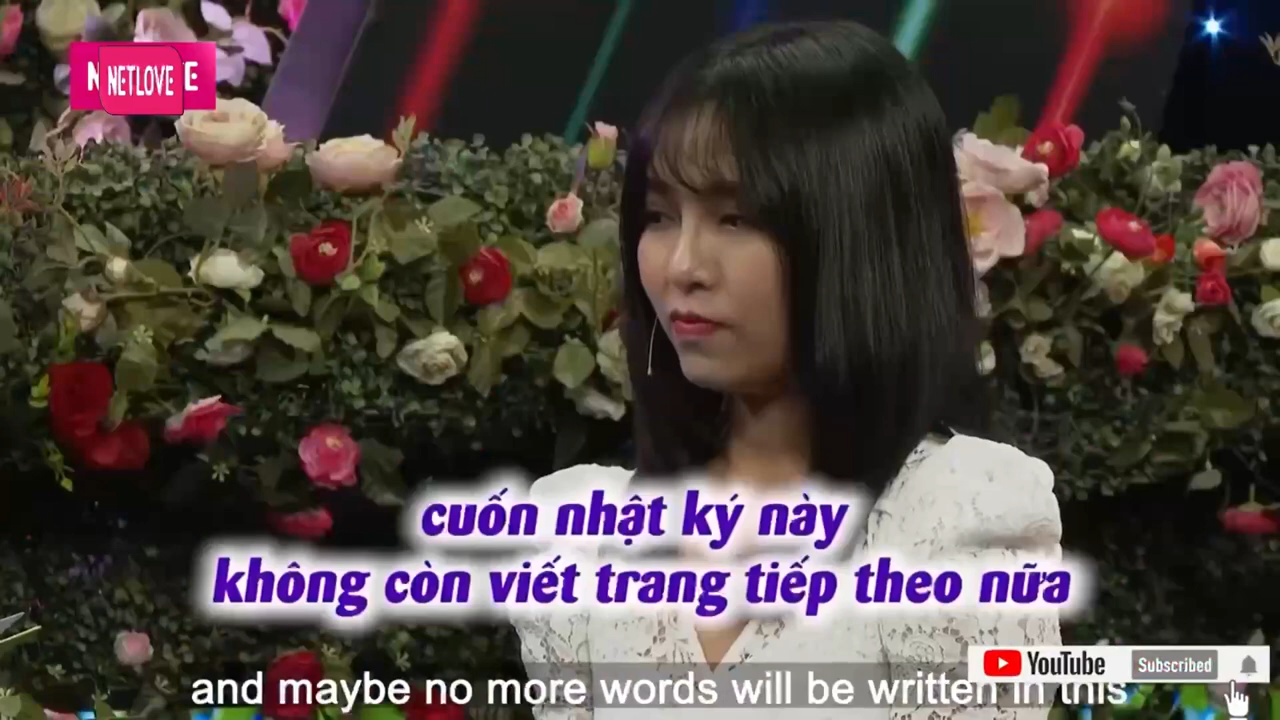 NETLOVE
cuốn nhật ký này
không còn viết trang tiếp theo nữa
YouTube Subscribed
and maybe no more words will be written in this